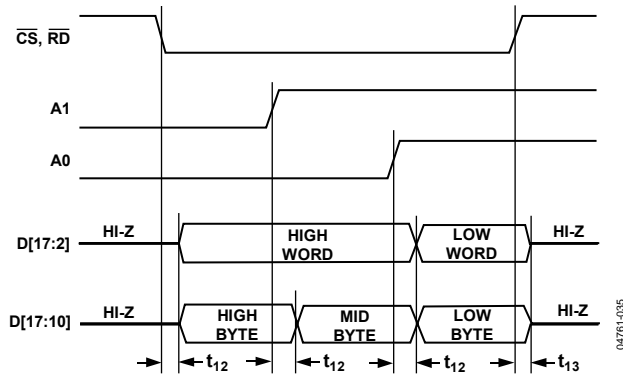 CS, RD
A1
A0
D[17:2] HI-Z HIGH WORD LOW WORD HI-Z
D[17:10] HI-Z HIGH BYTE MID BYTE LOW BYTE HI-Z
t12 t12 t12 t13
04761-035